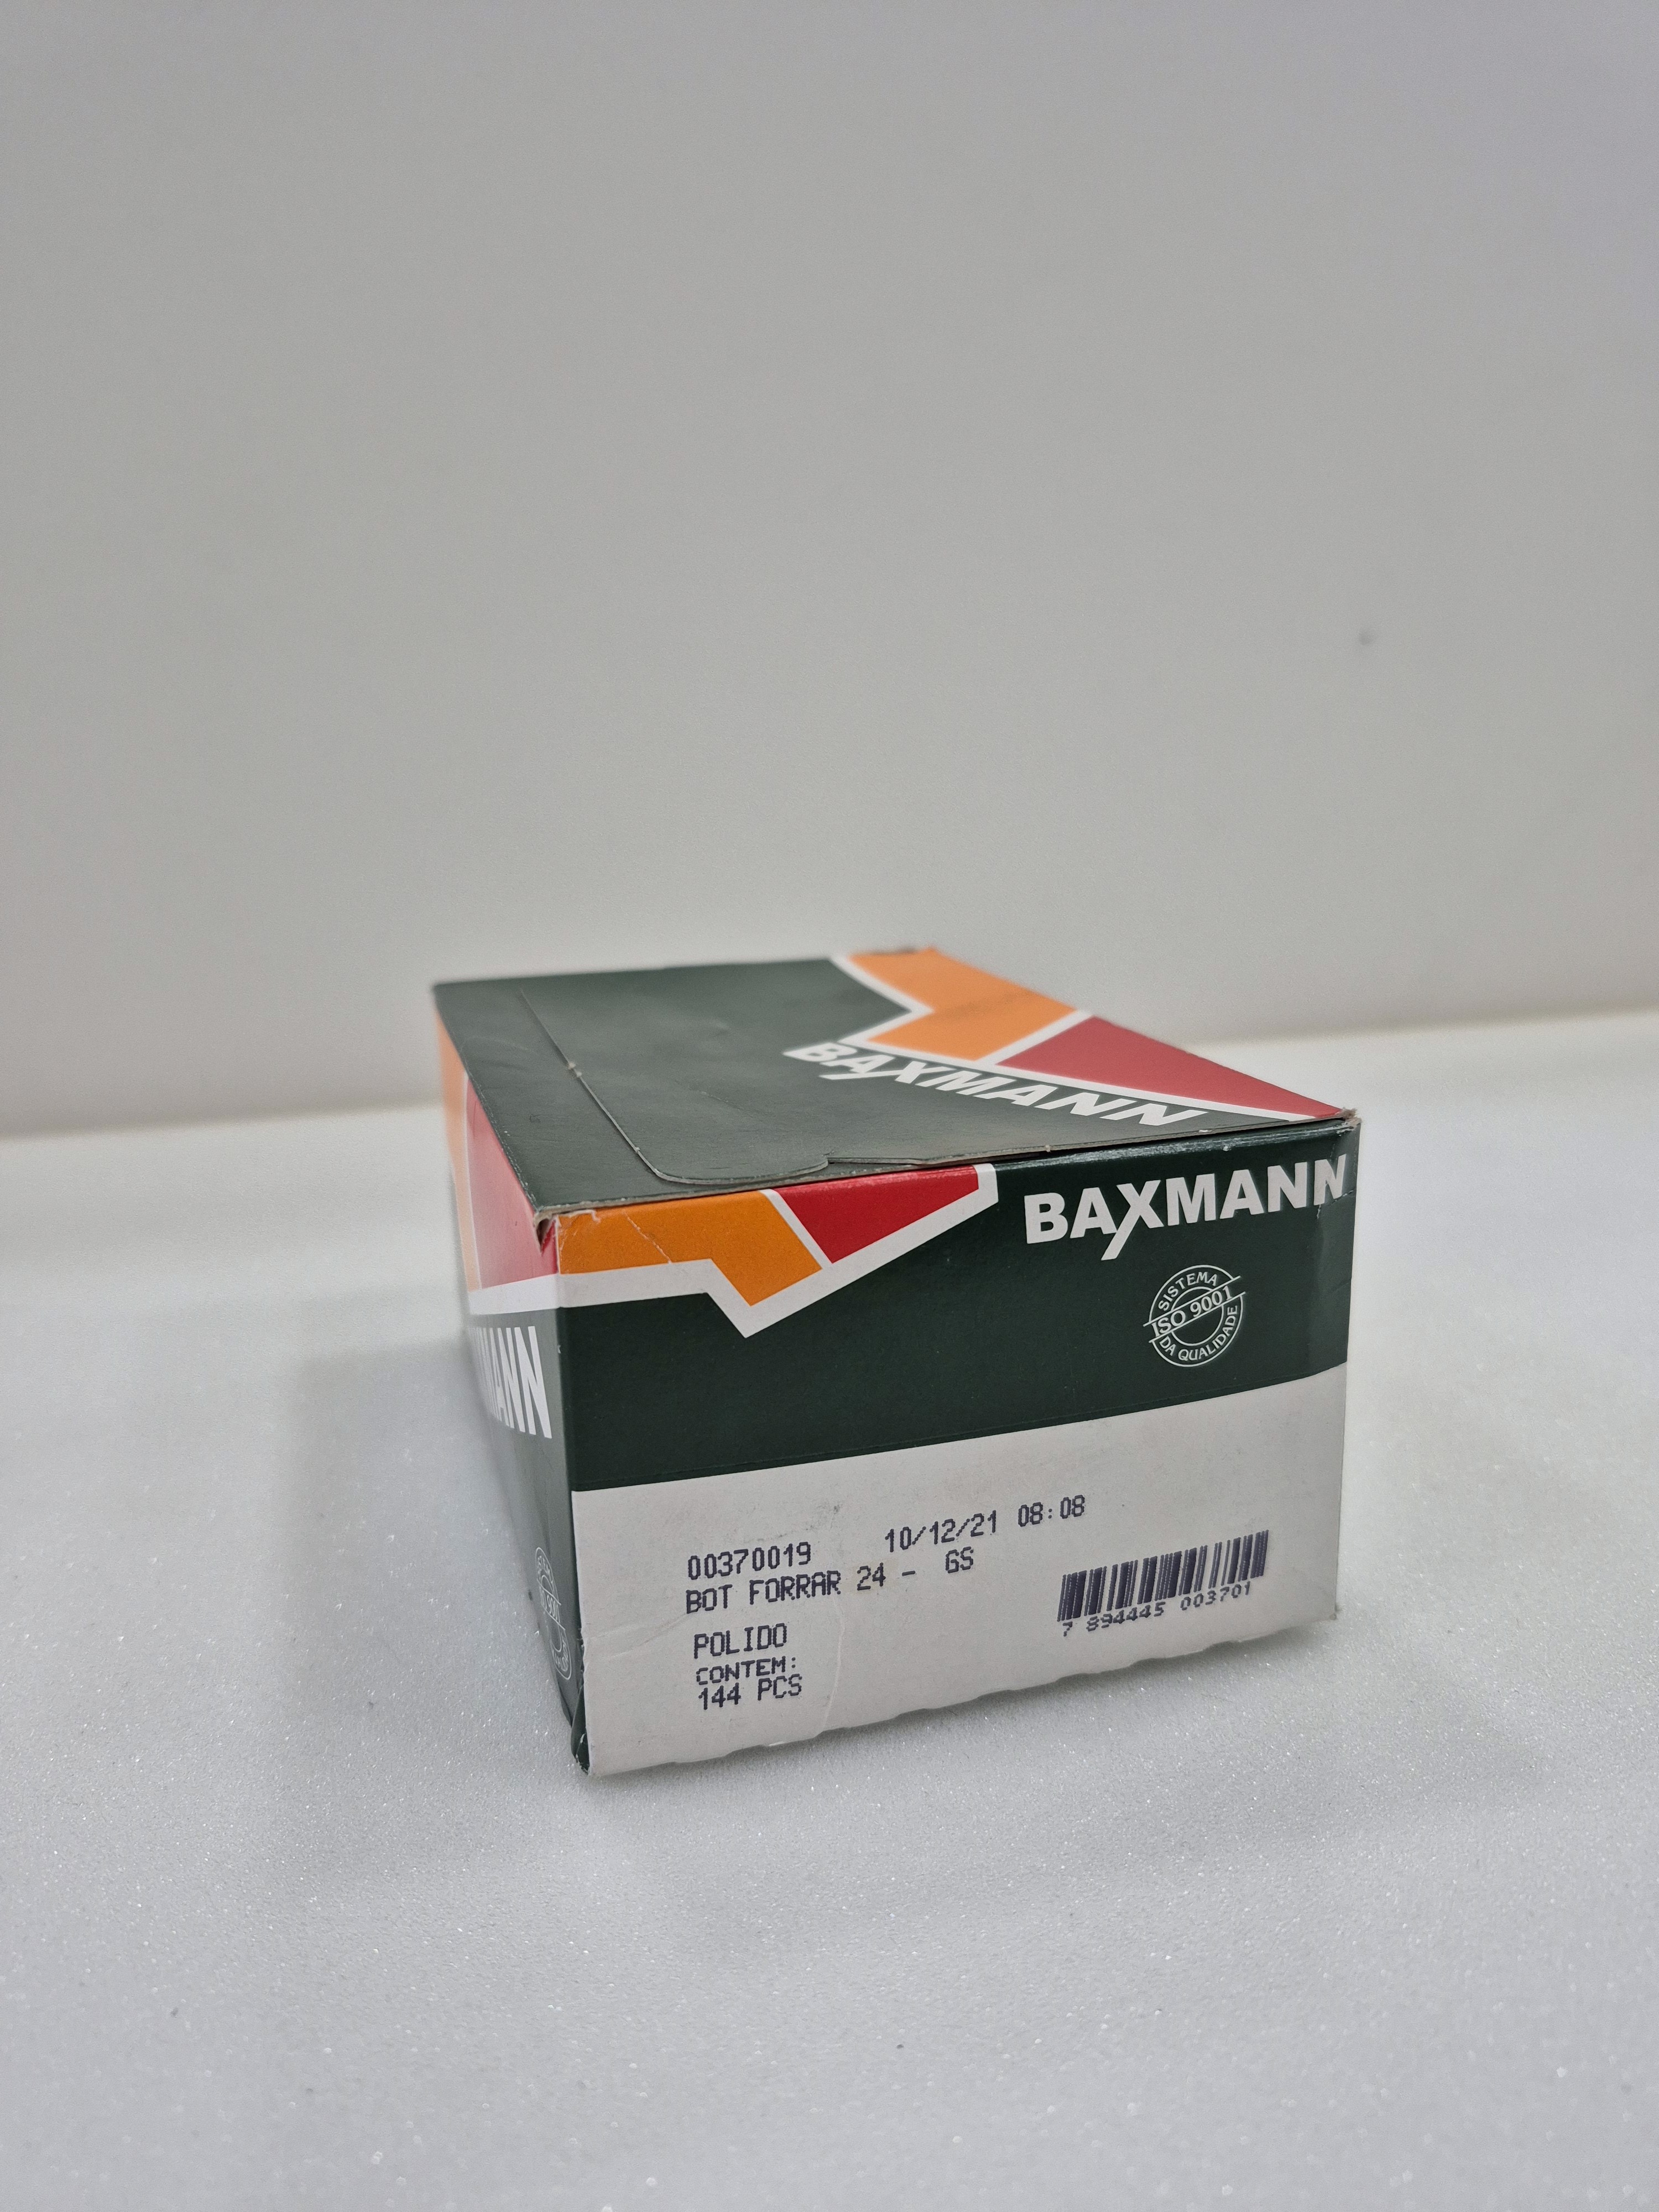 BAXMANN
BAXMANN
SISTEMA
ISO 9001
DA QUALIDADE
MANN
00370019 10/12/21 08:08
BOT FORRAR 24 - GS
POLIDO
CONTEM:
144 PCS
7 894445 003701